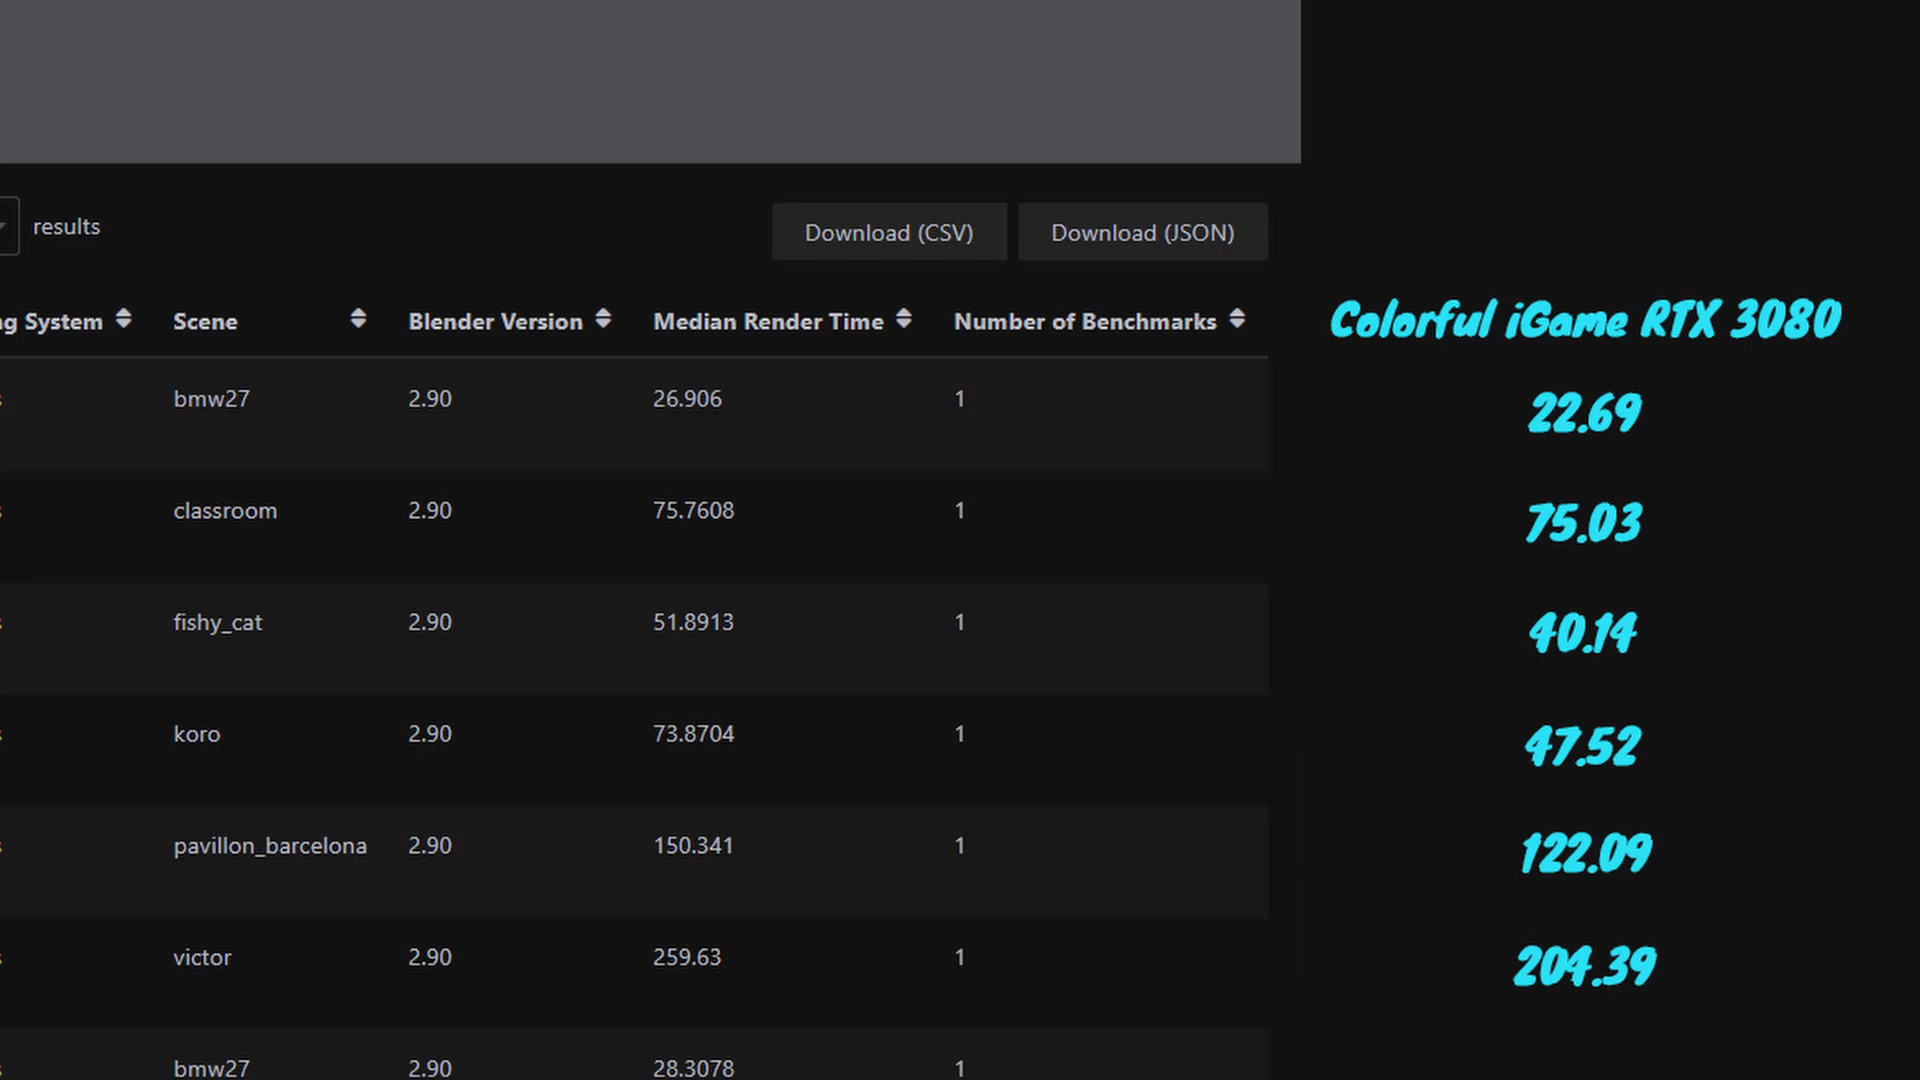 results Download (CSV) Download (JSON)
g System Scene Blender Version Median Render Time Number of Benchmarks Colorful iGame RTX 3080
s bmw27 2.90 26.906 1 22.69
s classroom 2.90 75.7608 1 75.03
s fishy_cat 2.90 51.8913 1 40.14
s koro 2.90 73.8704 1 47.52
s pavillon_barcelona 2.90 150.341 1 122.09
s victor 2.90 259.63 1 204.39
s bmw27 2.90 28.3078 1